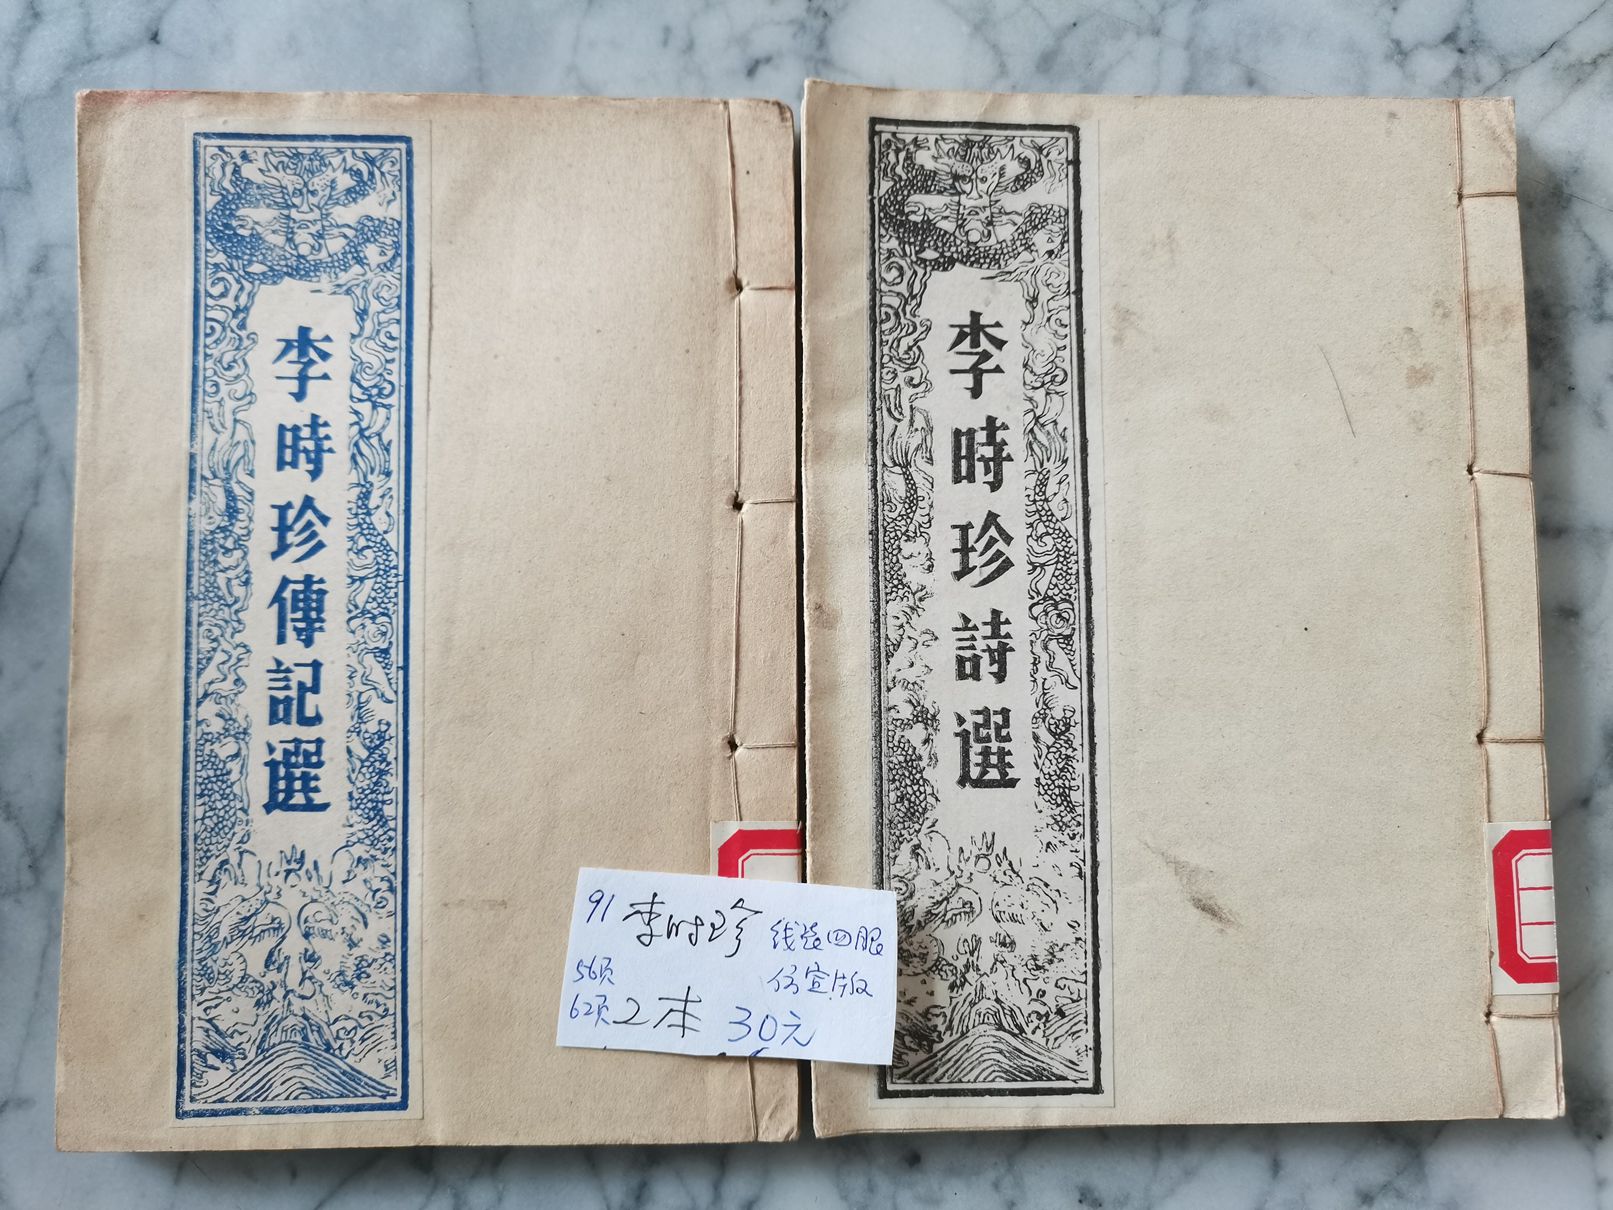 李時珍傳記選
李時珍詩選
91 李时珍 线装四眼
56页 仿宣版
62页 2本 30元